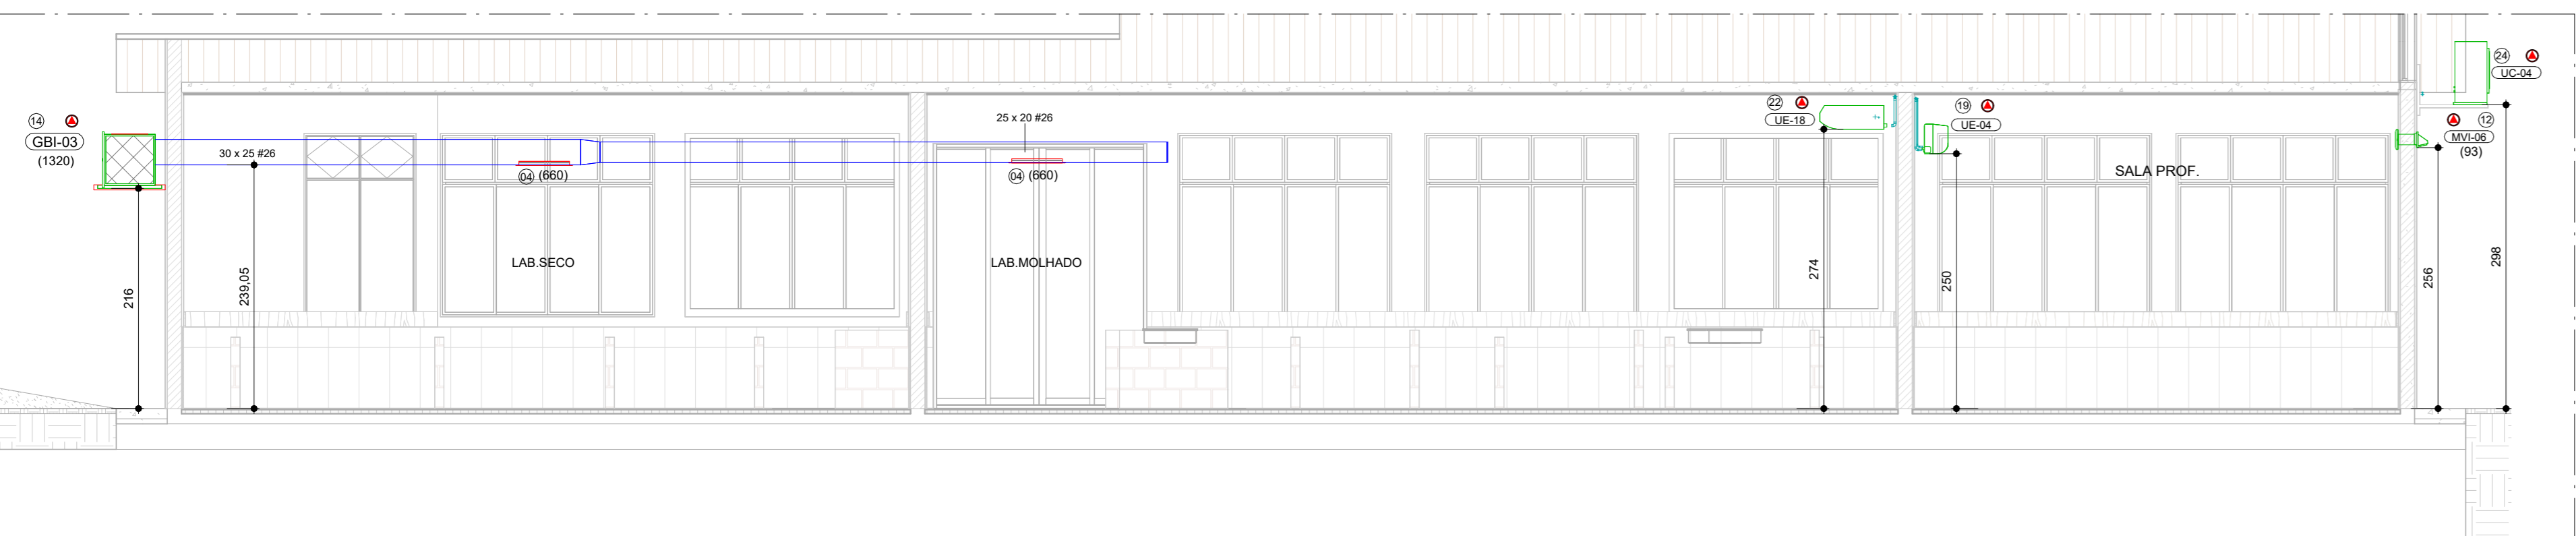 14
GBI-03
(1320)
216
30 x 25 #26
239,05
04 (660)
LAB.SECO
25 x 20 #26
04 (660)
LAB.MOLHADO
22
UE-18
274
19
UE-04
250
SALA PROF.
24
UC-04
12
MVI-06
(93)
256
298